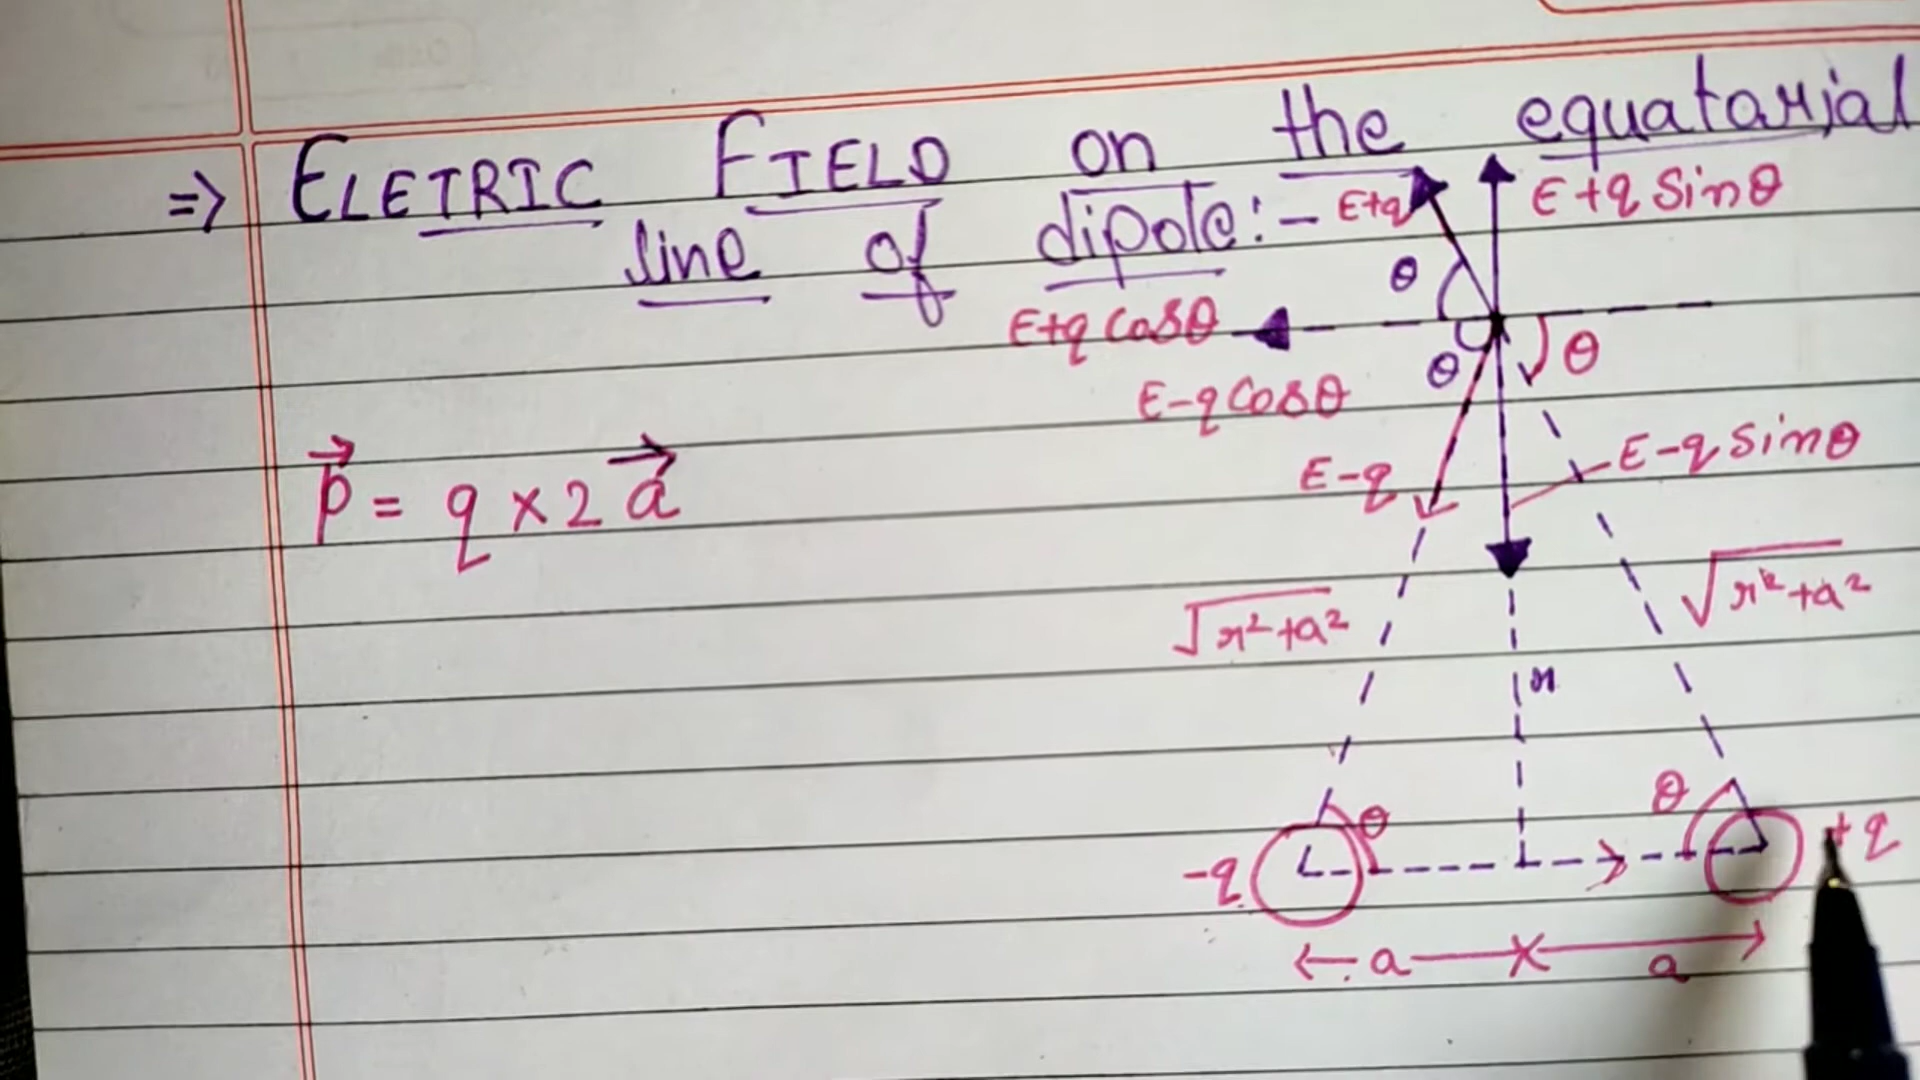 => ELETRIC FIELD on the equatarial
line of dipole:-
E+q
E+q Sinθ
θ
E+q Cosθ
θ
θ
E-q Cosθ
E-q Sinθ
E-q
p⃗ = q × 2a⃗
√r²+a²
√r²+a²
r
θ
θ
-q
+q
a
a